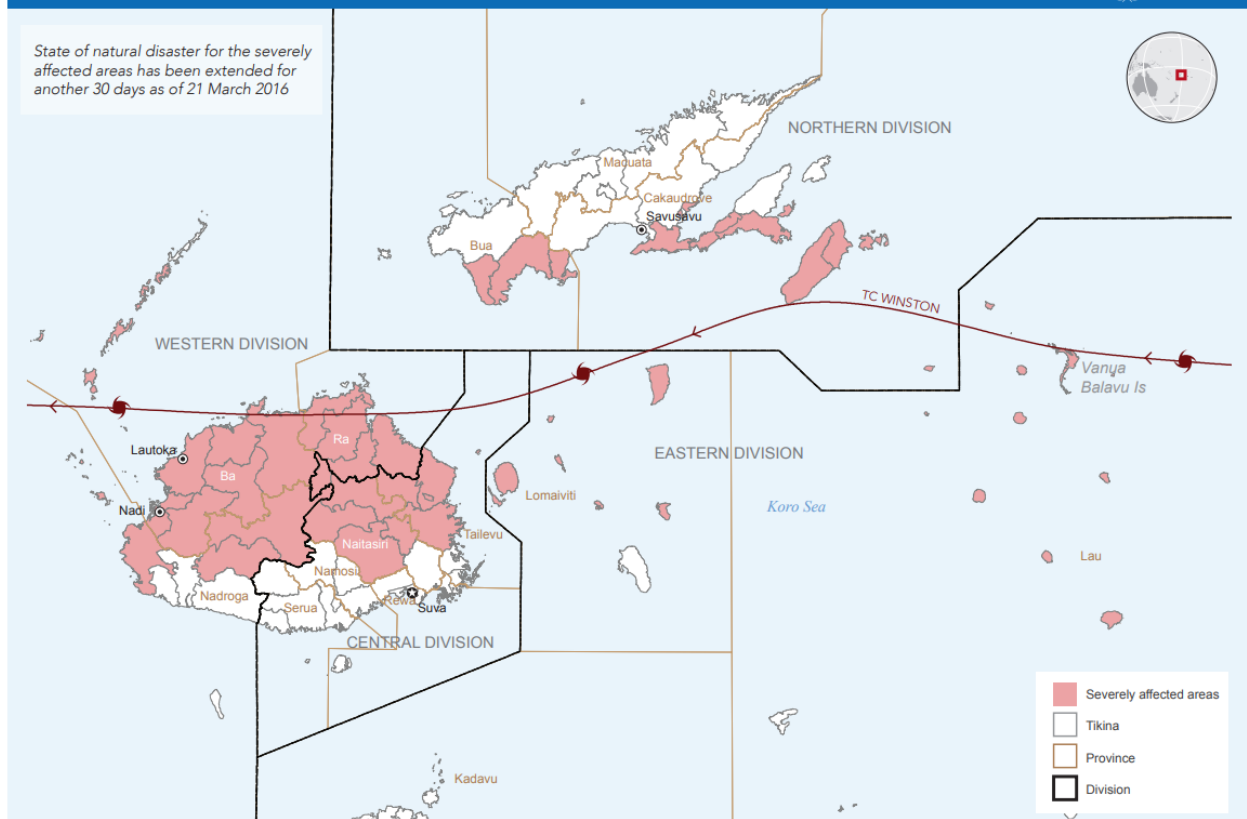 State of natural disaster for the severely
affected areas has been extended for
another 30 days as of 21 March 2016
NORTHERN DIVISION
Macuata
Cakaudrove
Savusavu
Bua
TC WINSTON
WESTERN DIVISION
Vanua
Balavu Is
Lautoka
Ra
Ba
EASTERN DIVISION
Lomaiviti
Koro Sea
Nadi
Tailevu
Naitasiri
Namosi
Lau
Nadroga
Serua
Rewa
Suva
CENTRAL DIVISION
Kadavu
Severely affected areas
Tikina
Province
Division